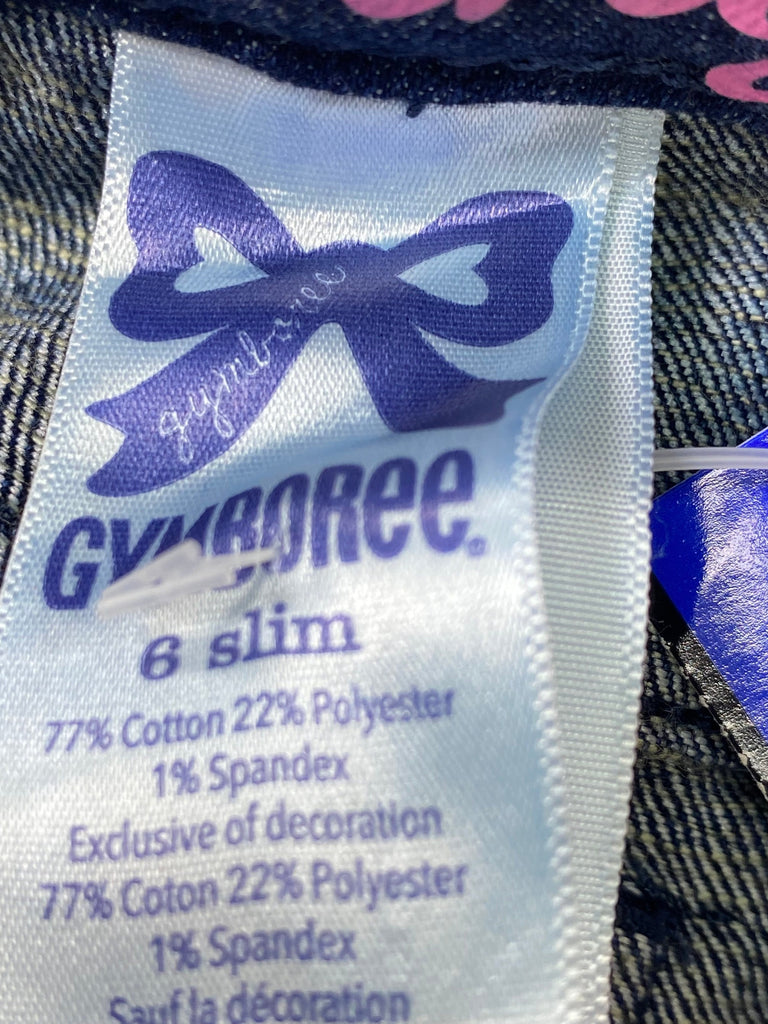 gymboree
GYMBOREE®
6 slim
77% Cotton 22% Polyester
1% Spandex
Exclusive of decoration
77% Coton 22% Polyester
1% Spandex
Sauf la décoration